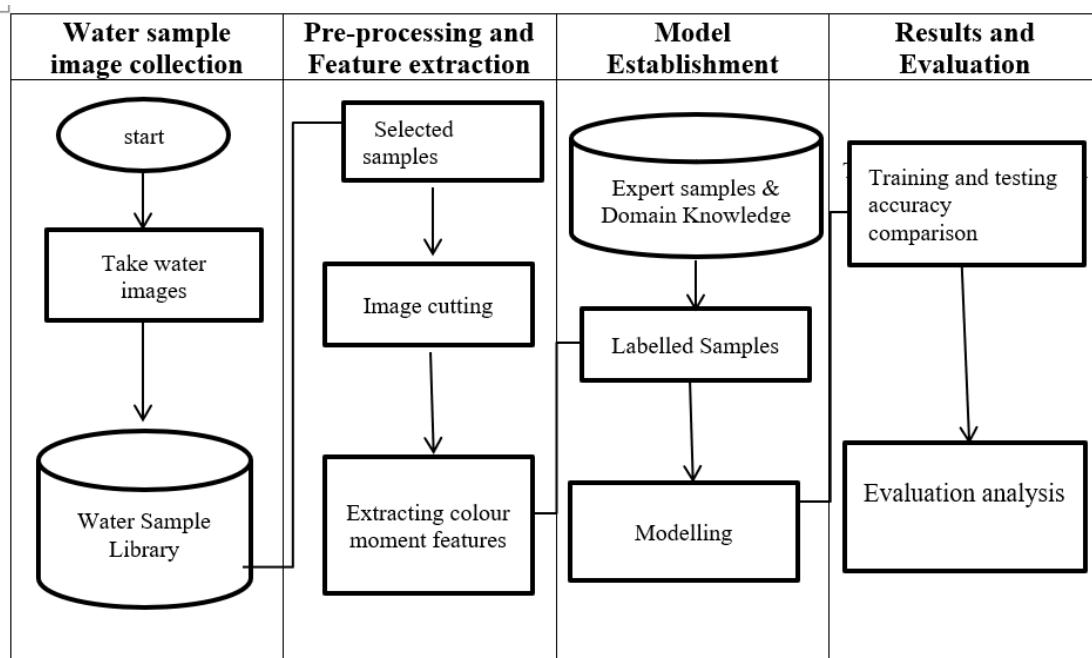 Water sample
image collection
Pre-processing and
Feature extraction
Model
Establishment
Results and
Evaluation
start
Take water
images
Water Sample
Library
Selected
samples
Image cutting
Extracting colour
moment features
Expert samples &
Domain Knowledge
Labelled Samples
Modelling
Training and testing
accuracy
comparison
Evaluation analysis